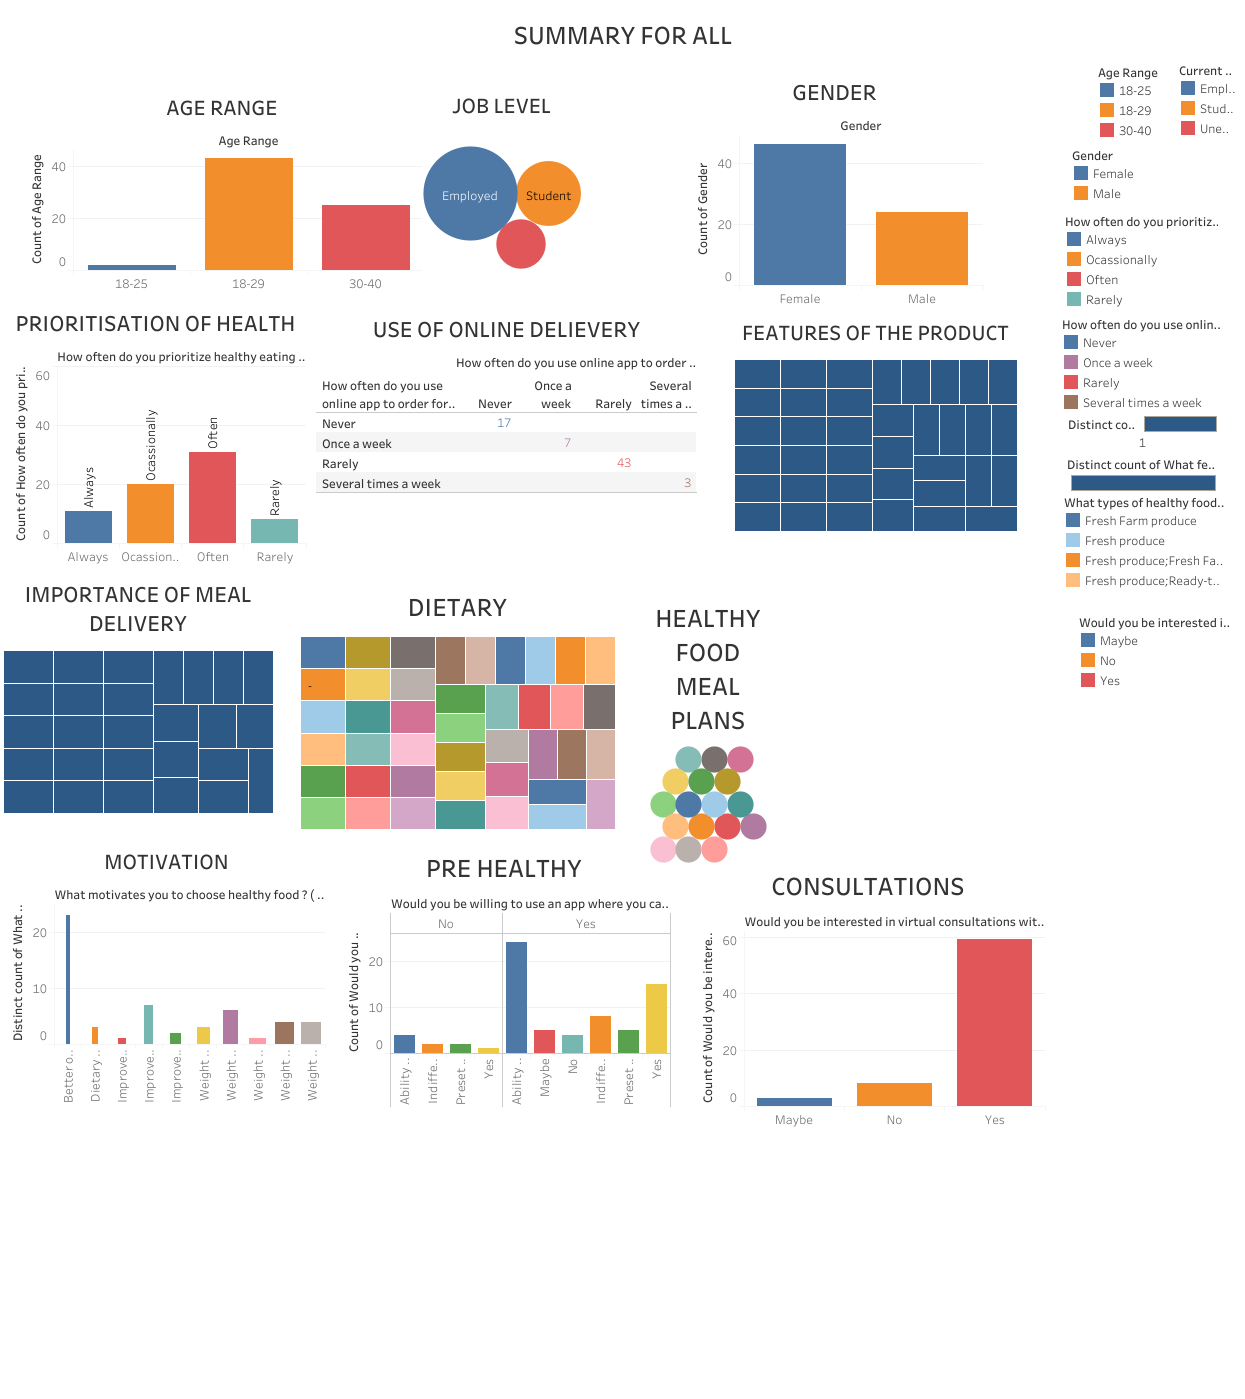 SUMMARY FOR ALL
AGE RANGE
Age Range
Count of Age Range
40
20
0
18-25
18-29
30-40
JOB LEVEL
Employed
Student
GENDER
Gender
Count of Gender
40
20
0
Female
Male
Age Range
18-25
18-29
30-40
Current ..
Empl..
Stud..
Une..
Gender
Female
Male
How often do you prioritiz..
Always
Ocassionally
Often
Rarely
How often do you use onlin..
Never
Once a week
Rarely
Several times a week
Distinct co..
1
Distinct count of What fe..
What types of healthy food..
Fresh Farm produce
Fresh produce
Fresh produce;Fresh Fa..
Fresh produce;Ready-t..
Would you be interested i..
Maybe
No
Yes
PRIORITISATION OF HEALTH
How often do you prioritize healthy eating ..
Count of How often do you pri..
60
40
20
0
Always
Ocassionally
Often
Rarely
Always
Ocassion..
Often
Rarely
USE OF ONLINE DELIEVERY
How often do you use online app to order ..
How often do you use
online app to order for..
Never
Once a
week
Rarely
Several
times a ..
Never 17
Once a week 7
Rarely 43
Several times a week 3
FEATURES OF THE PRODUCT
IMPORTANCE OF MEAL
DELIVERY
DIETARY
-
HEALTHY
FOOD
MEAL
PLANS
MOTIVATION
What motivates you to choose healthy food ? ( ..
Distinct count of What ..
20
10
0
Better o..
Dietary ..
Improve..
Improve..
Improve..
Weight ..
Weight ..
Weight ..
Weight ..
Weight ..
PRE HEALTHY
Would you be willing to use an app where you ca..
No
Yes
Count of Would you ..
20
10
0
Ability ..
Indiffe..
Preset ..
Yes
Ability ..
Maybe
No
Indiffe..
Preset ..
Yes
CONSULTATIONS
Would you be interested in virtual consultations wit..
Count of Would you be intere..
60
40
20
0
Maybe
No
Yes